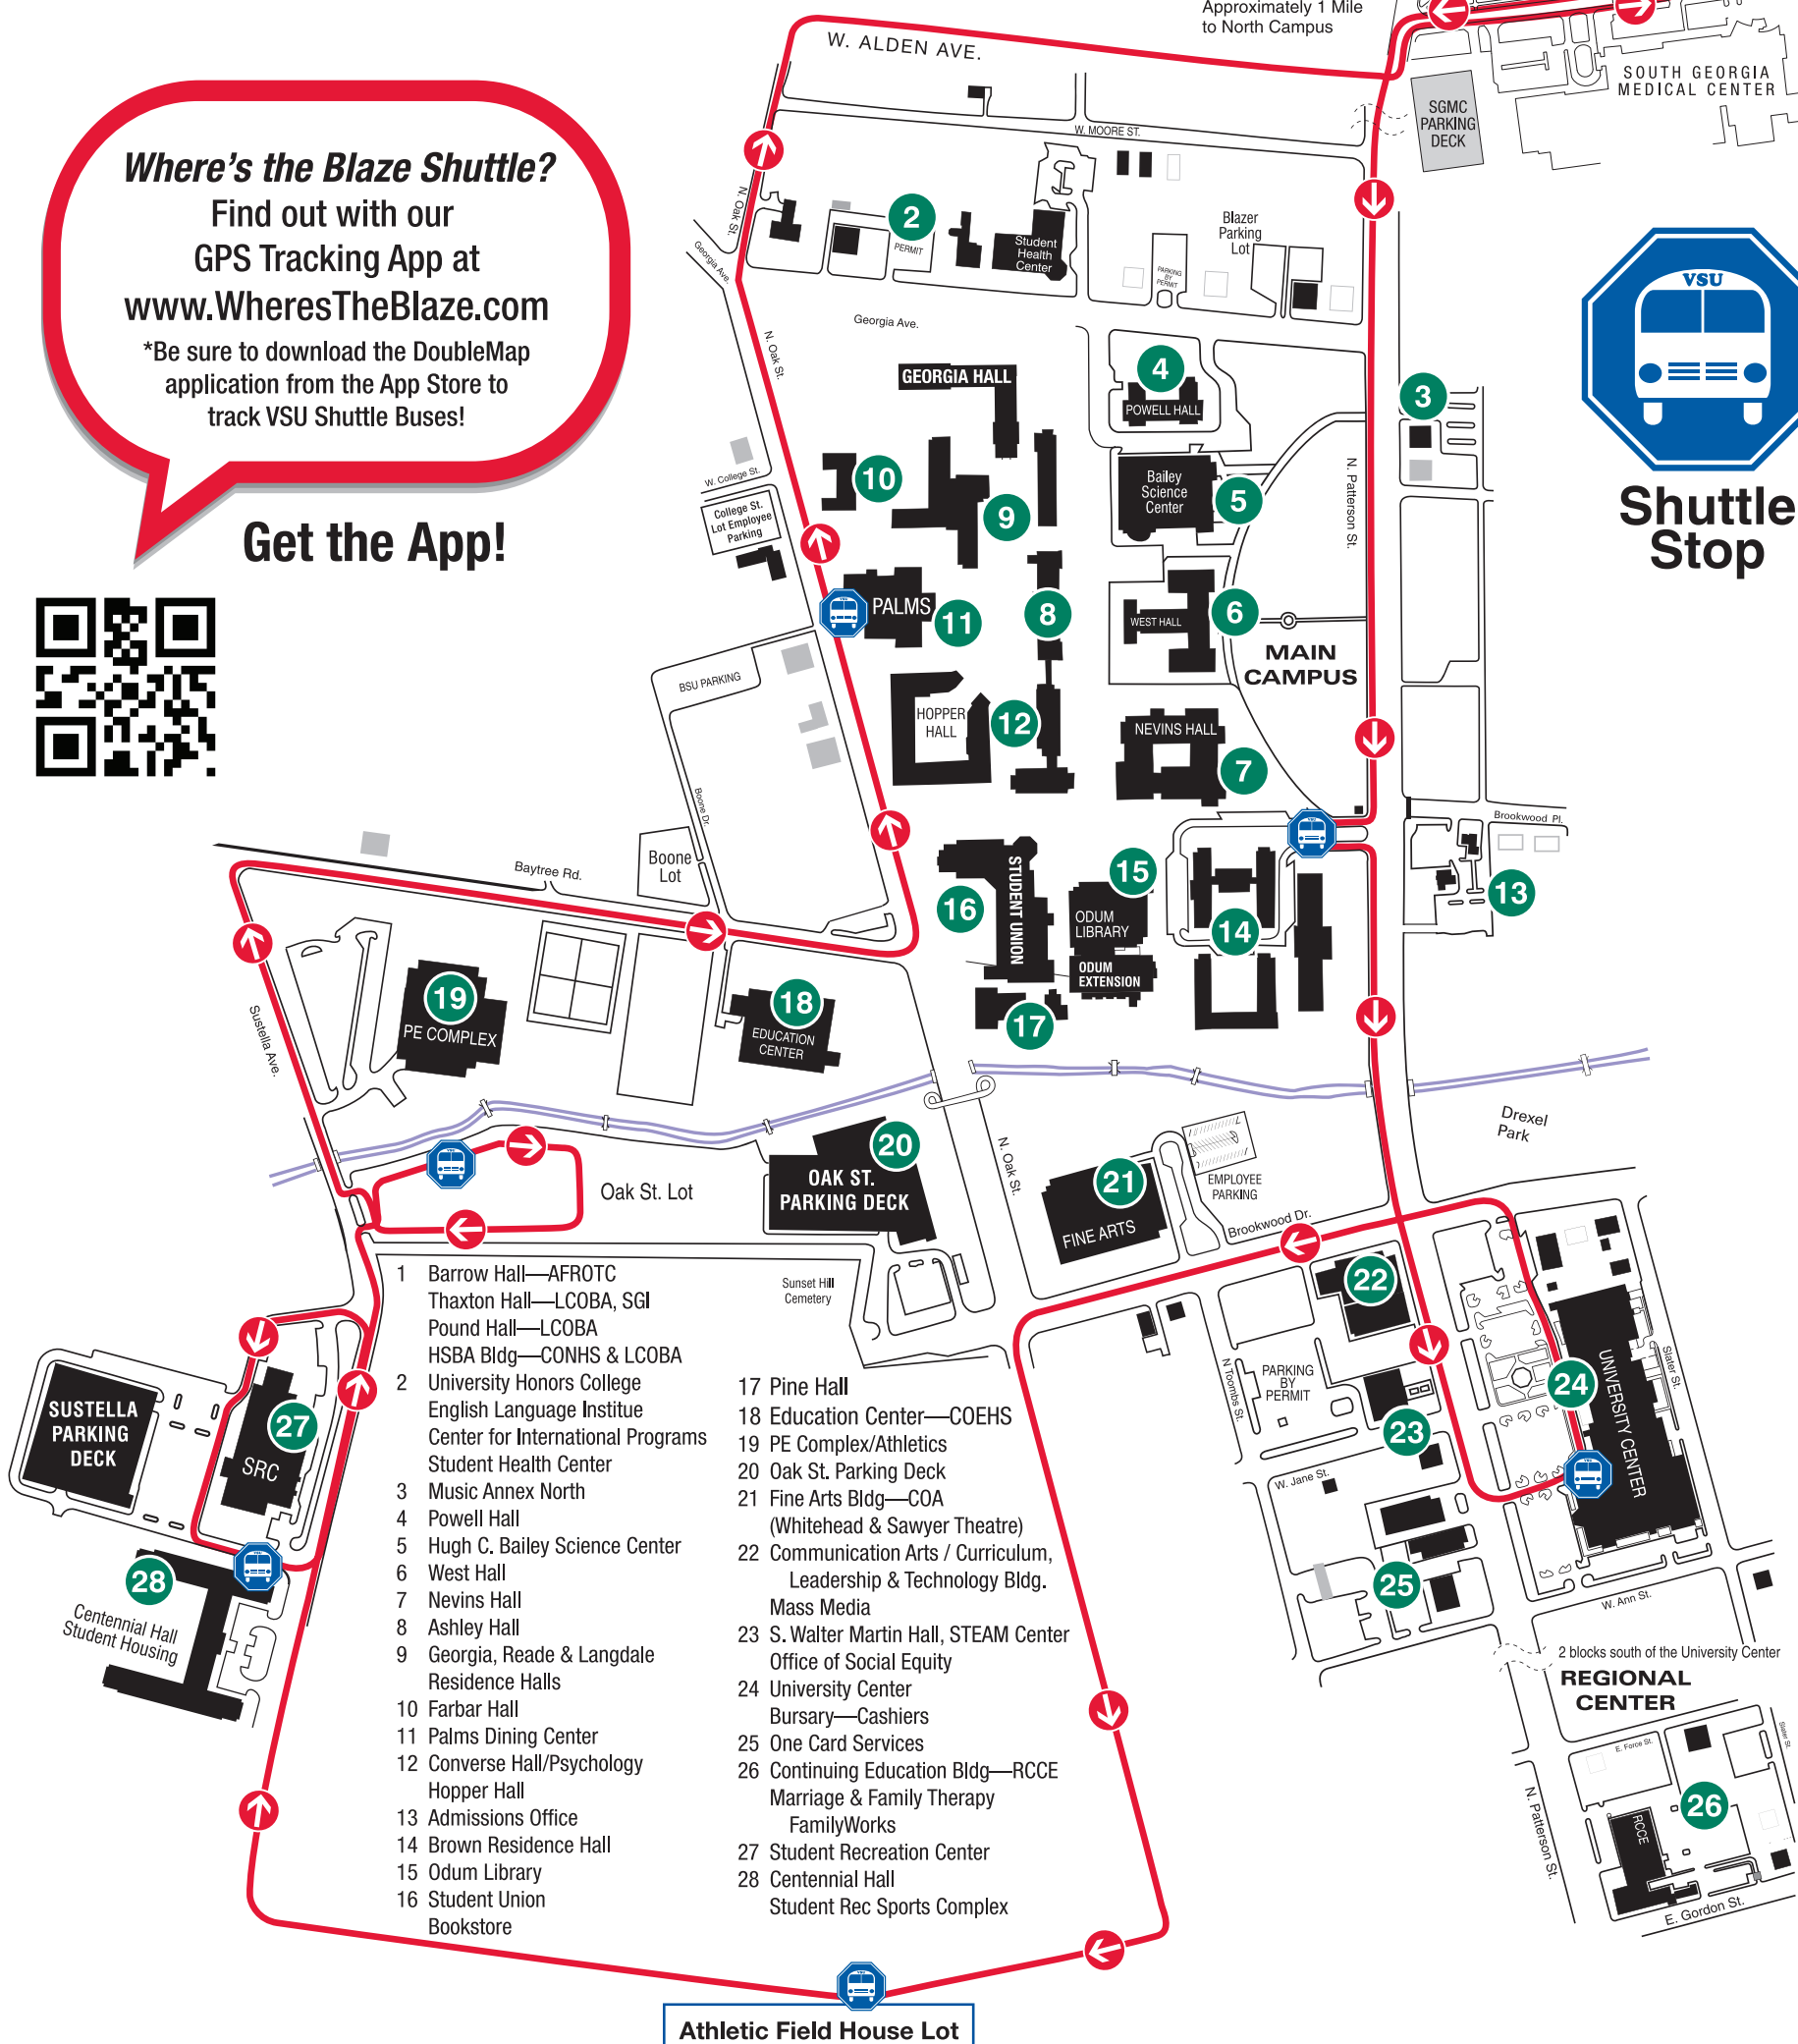 Approximately 1 Mile
to North Campus
W. ALDEN AVE.
SOUTH GEORGIA
MEDICAL CENTER
SGMC
PARKING
DECK
W. MOORE ST.
Where's the Blaze Shuttle?
Find out with our
GPS Tracking App at
www.WheresTheBlaze.com
*Be sure to download the DoubleMap
application from the App Store to
track VSU Shuttle Buses!
Get the App!
N. Oak St.
Georgia Ave.
2
PERMIT
Student
Health
Center
Blazer
Parking
Lot
PARKING
BY
PERMIT
VSU
Shuttle
Stop
Georgia Ave.
N. Oak St.
GEORGIA HALL
4
POWELL HALL
3
N. Patterson St.
W. College St.
College St.
Lot Employee
Parking
10
9
Bailey
Science
Center
5
PALMS
11
8
WEST HALL
6
MAIN
CAMPUS
BSU PARKING
HOPPER
HALL
12
NEVINS HALL
7
Boone Dr.
Brookwood Pl.
Baytree Rd.
Boone
Lot
16
STUDENT UNION
15
ODUM
LIBRARY
ODUM
EXTENSION
14
13
17
Sustella Ave.
19
PE COMPLEX
18
EDUCATION
CENTER
Drexel
Park
Oak St. Lot
20
OAK ST.
PARKING DECK
N. Oak St.
21
FINE ARTS
EMPLOYEE
PARKING
Brookwood Dr.
Sunset Hill
Cemetery
22
N Toombs St.
PARKING
BY
PERMIT
23
24
UNIVERSITY CENTER
Slater St.
W. Jane St.
25
W. Ann St.
SUSTELLA
PARKING
DECK
27
SRC
28
Centennial Hall
Student Housing
1 Barrow Hall—AFROTC
Thaxton Hall—LCOBA, SGI
Pound Hall—LCOBA
HSBA Bldg—CONHS & LCOBA
2 University Honors College
English Language Institue
Center for International Programs
Student Health Center
3 Music Annex North
4 Powell Hall
5 Hugh C. Bailey Science Center
6 West Hall
7 Nevins Hall
8 Ashley Hall
9 Georgia, Reade & Langdale
Residence Halls
10 Farbar Hall
11 Palms Dining Center
12 Converse Hall/Psychology
Hopper Hall
13 Admissions Office
14 Brown Residence Hall
15 Odum Library
16 Student Union
Bookstore
17 Pine Hall
18 Education Center—COEHS
19 PE Complex/Athletics
20 Oak St. Parking Deck
21 Fine Arts Bldg—COA
(Whitehead & Sawyer Theatre)
22 Communication Arts / Curriculum,
Leadership & Technology Bldg.
Mass Media
23 S. Walter Martin Hall, STEAM Center
Office of Social Equity
24 University Center
Bursary—Cashiers
25 One Card Services
26 Continuing Education Bldg—RCCE
Marriage & Family Therapy
FamilyWorks
27 Student Recreation Center
28 Centennial Hall
Student Rec Sports Complex
2 blocks south of the University Center
REGIONAL
CENTER
E. Force St.
Slater St.
26
RCCE
N. Patterson St.
E. Gordon St.
Athletic Field House Lot